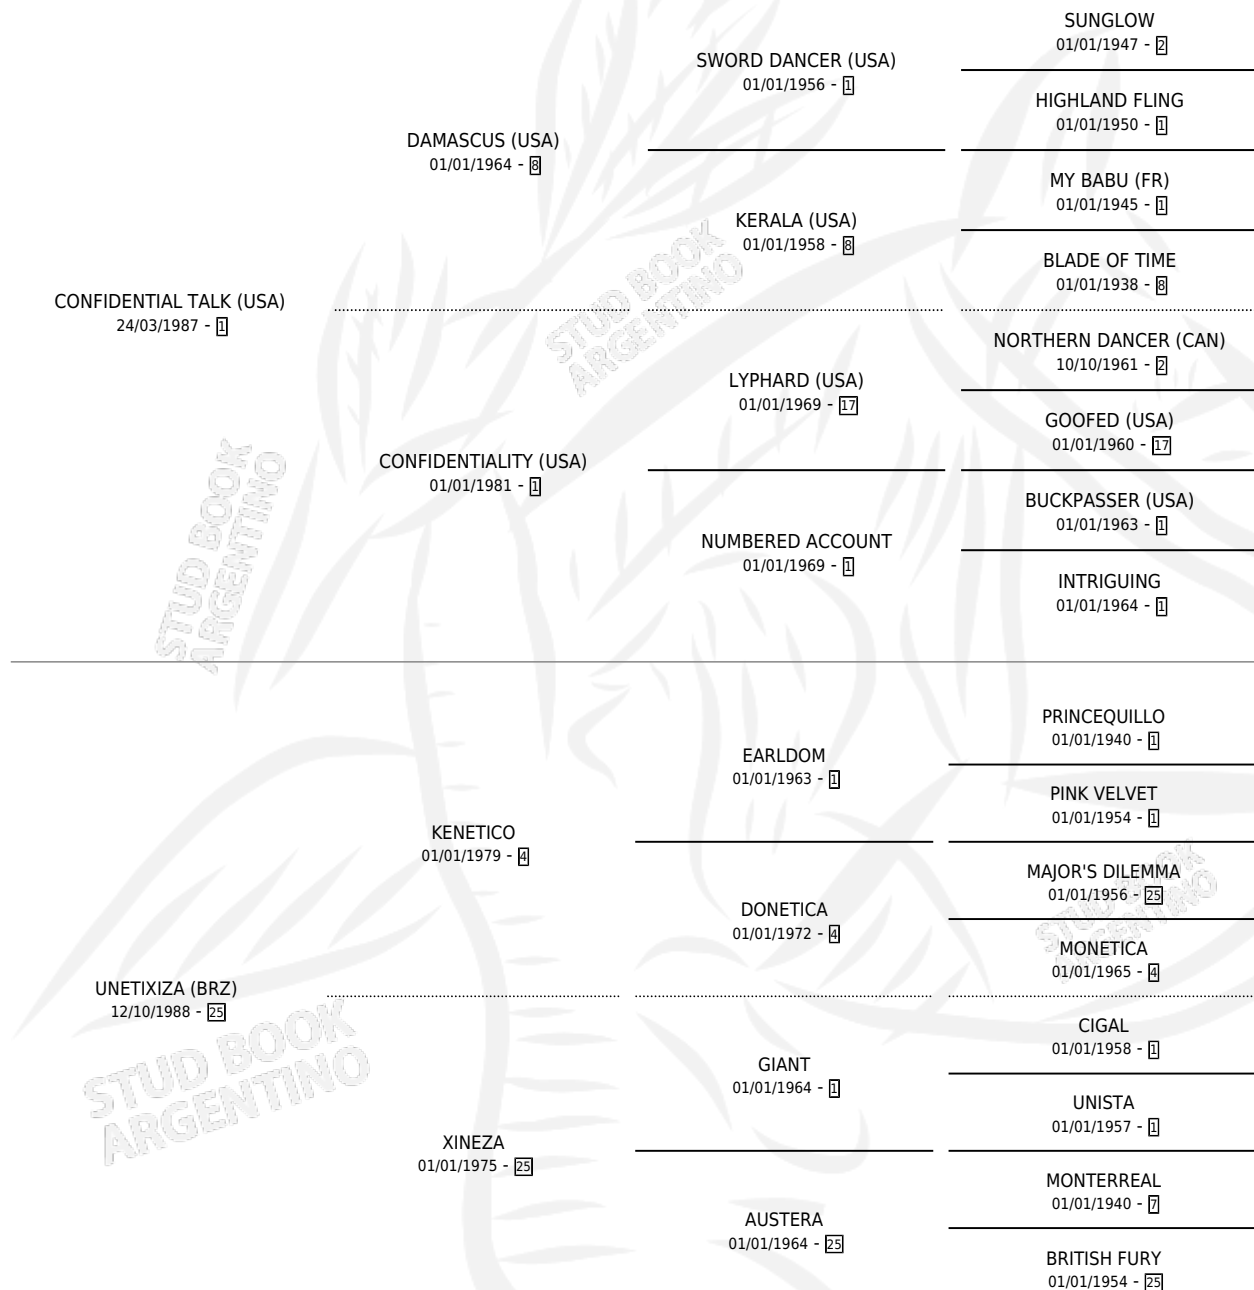 SUNGLOW
01/01/1947 - 2
SWORD DANCER (USA)
01/01/1956 - 1
HIGHLAND FLING
01/01/1950 - 1
DAMASCUS (USA)
01/01/1964 - 8
MY BABU (FR)
01/01/1945 - 1
KERALA (USA)
01/01/1958 - 8
BLADE OF TIME
01/01/1938 - 8
CONFIDENTIAL TALK (USA)
24/03/1987 - 1
NORTHERN DANCER (CAN)
10/10/1961 - 2
LYPHARD (USA)
01/01/1969 - 17
GOOFED (USA)
01/01/1960 - 17
CONFIDENTIALITY (USA)
01/01/1981 - 1
BUCKPASSER (USA)
01/01/1963 - 1
NUMBERED ACCOUNT
01/01/1969 - 1
INTRIGUING
01/01/1964 - 1
PRINCEQUILLO
01/01/1940 - 1
EARLDOM
01/01/1963 - 1
PINK VELVET
01/01/1954 - 1
KENETICO
01/01/1979 - 4
MAJOR'S DILEMMA
01/01/1956 - 25
DONETICA
01/01/1972 - 4
MONETICA
01/01/1965 - 4
UNETIXIZA (BRZ)
12/10/1988 - 25
CIGAL
01/01/1958 - 1
GIANT
01/01/1964 - 1
UNISTA
01/01/1957 - 1
XINEZA
01/01/1975 - 25
MONTERREAL
01/01/1940 - 7
AUSTERA
01/01/1964 - 25
BRITISH FURY
01/01/1954 - 25
STUD BOOK
ARGENTINO
STUD BOOK
ARGENTINO
STUD BOOK
ARGENTINO
STUD BOOK
ARGENTINO